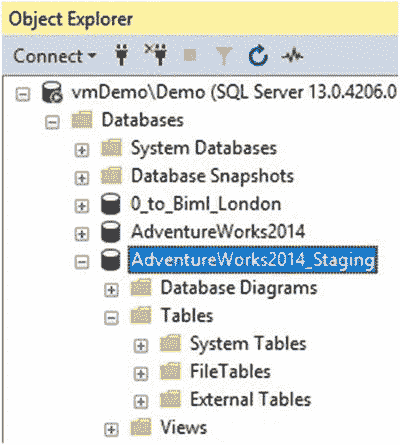 Object Explorer
Connect
vmDemo\Demo (SQL Server 13.0.4206.0
Databases
System Databases
Database Snapshots
0_to_Biml_London
AdventureWorks2014
AdventureWorks2014_Staging
Database Diagrams
Tables
System Tables
FileTables
External Tables
Views